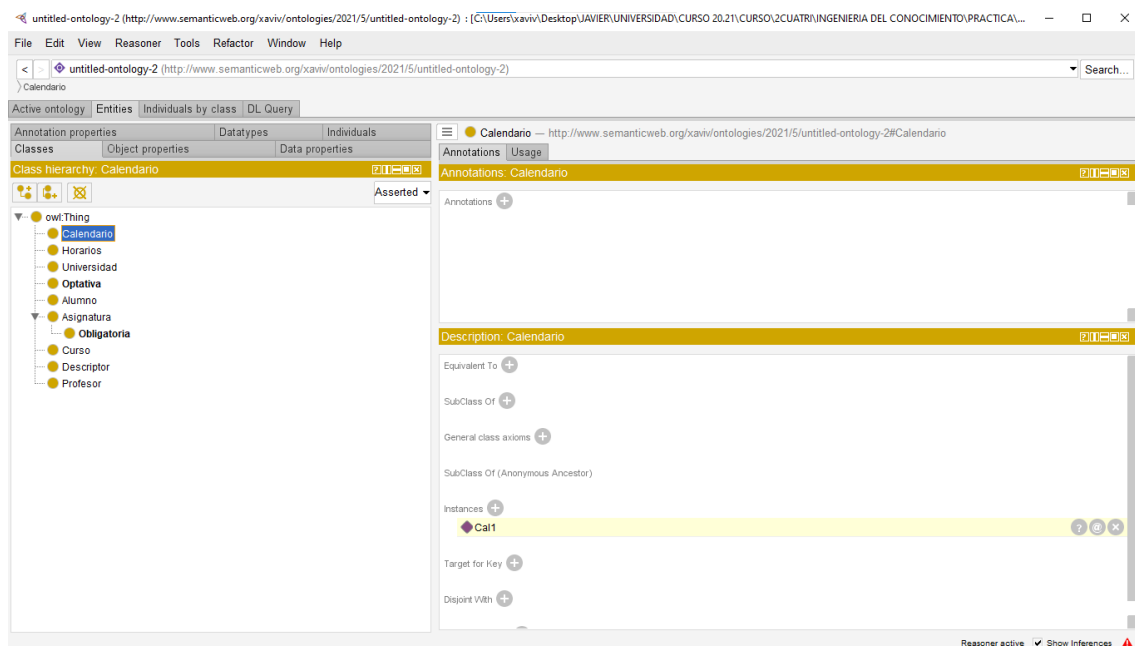 untitled-ontology-2 (http://www.semanticweb.org/xaviv/ontologies/2021/5/untitled-ontology-2) : [C:\Users\xaviv\Desktop\JAVIER\UNIVERSIDAD\CURSO 20.21\CURSO\2CUATRI\INGENIERIA DEL CONOCIMIENTO\PRACTICA\...
File Edit View Reasoner Tools Refactor Window Help
< > untitled-ontology-2 (http://www.semanticweb.org/xaviv/ontologies/2021/5/untitled-ontology-2) Search...
Calendario
Active ontology Entities Individuals by class DL Query
Annotation properties Datatypes Individuals
Classes Object properties Data properties
Class hierarchy: Calendario
Asserted
owl:Thing
Calendario
Horarios
Universidad
Optativa
Alumno
Asignatura
Obligatoria
Curso
Descriptor
Profesor
Calendario — http://www.semanticweb.org/xaviv/ontologies/2021/5/untitled-ontology-2#Calendario
Annotations Usage
Annotations: Calendario
Annotations
Description: Calendario
Equivalent To
SubClass Of
General class axioms
SubClass Of (Anonymous Ancestor)
Instances
Cal1
Target for Key
Disjoint With
Reasoner active Show Inferences